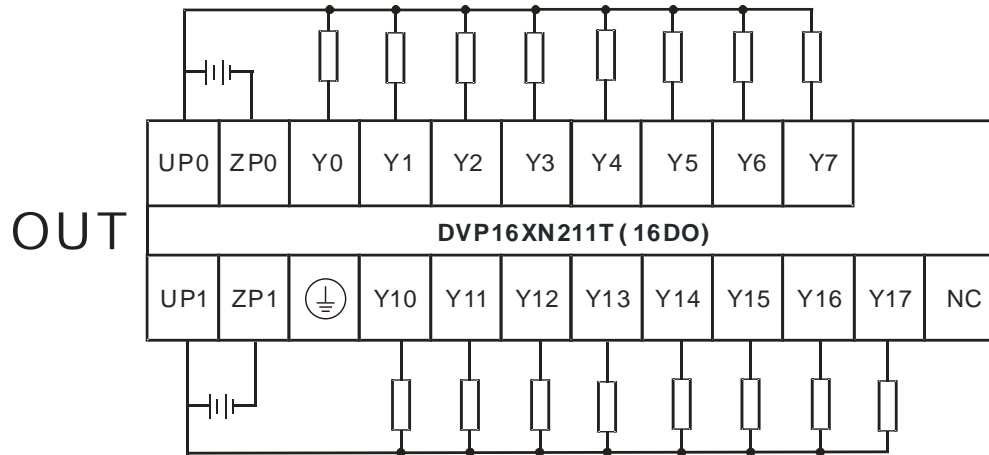 UP0 ZP0 Y0 Y1 Y2 Y3 Y4 Y5 Y6 Y7
OUT
DVP16XN211T ( 16DO)
UP1 ZP1 Y10 Y11 Y12 Y13 Y14 Y15 Y16 Y17 NC